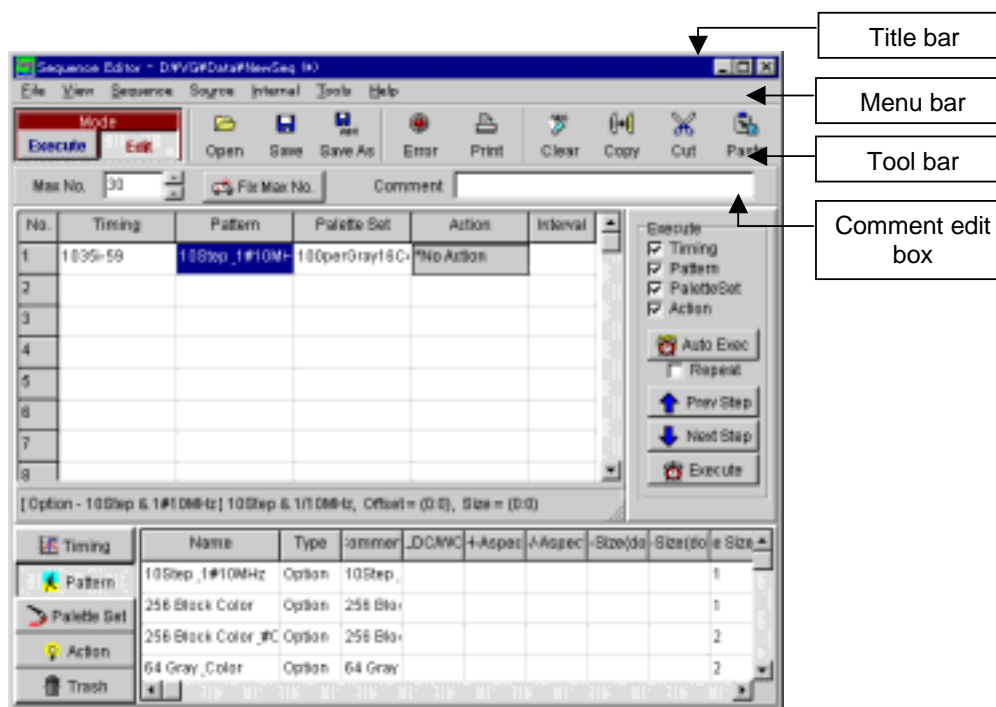 Title bar
Sequence Editor - D:¥VG¥Data¥NewSeq (*)
File View Sequence Source Internal Tools Help
Menu bar
Mode
Execute Edit
Open Save Save As Error Print Clear Copy Cut Paste
Tool bar
Max No. 30 Fix Max No. Comment
Comment edit box
No. Timing Pattern Palette Set Action Interval
1 1035i-59 10Step_1#10MH 100perGray16C *No Action
2
3
4
5
6
7
8
Execute
Timing
Pattern
PaletteSet
Action
Auto Exec
Repeat
Prev Step
Next Step
Execute
[ Option - 10Step & 1#10MHz ] 10Step & 1/10MHz, Offset = (0:0), Size = (0:0)
Timing
Pattern
Palette Set
Action
Trash
Name Type
10Step_1#10MHz Option 10Step_ 1
256 Block Color Option 256 Blo 1
256 Block Color_#C Option 256 Blo 2
64 Gray_Color Option 64 Gray 2